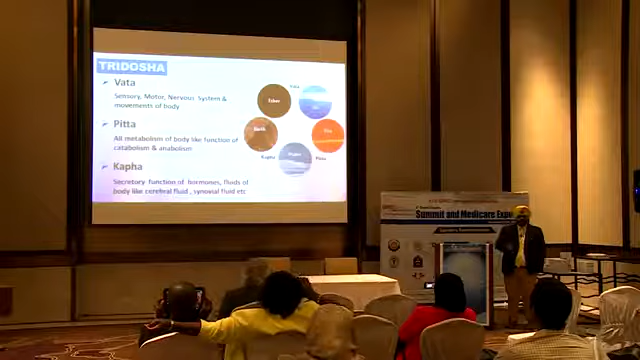 TRIDOSHA
Vata
Sensory, Motor, Nervous System &
movements of body
Pitta
All metabolism of body like function of
catabolism & anabolism
Kapha
Secretory function of hormones, fluids of
body like cerebral fluid , synovial fluid etc
Vata
Ether
Earth
Fire
Water
Kapha
Pitta
Summit and Medicare Expo